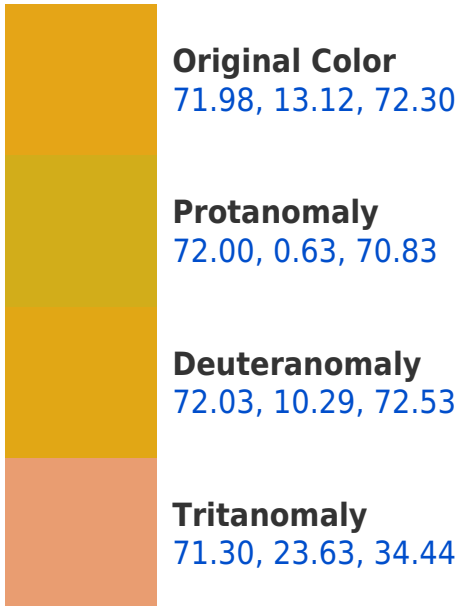 Original Color
71.98, 13.12, 72.30
Protanomaly
72.00, 0.63, 70.83
Deuteranomaly
72.03, 10.29, 72.53
Tritanomaly
71.30, 23.63, 34.44